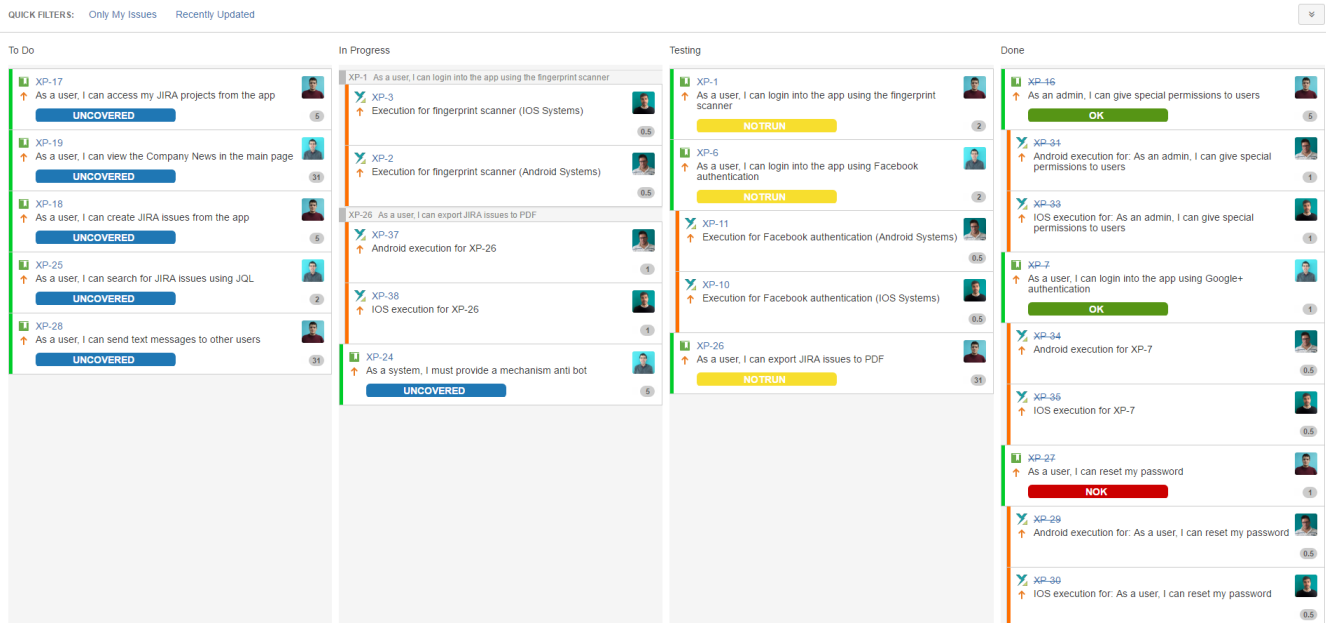 QUICK FILTERS: Only My Issues Recently Updated
To Do
XP-17
As a user, I can access my JIRA projects from the app
UNCOVERED
5
XP-19
As a user, I can view the Company News in the main page
UNCOVERED
31
XP-18
As a user, I can create JIRA issues from the app
UNCOVERED
5
XP-25
As a user, I can search for JIRA issues using JQL
UNCOVERED
2
XP-28
As a user, I can send text messages to other users
UNCOVERED
31
In Progress
XP-1 As a user, I can login into the app using the fingerprint scanner
XP-3
Execution for fingerprint scanner (IOS Systems)
0.5
XP-2
Execution for fingerprint scanner (Android Systems)
0.5
XP-26 As a user, I can export JIRA issues to PDF
XP-37
Android execution for XP-26
1
XP-38
IOS execution for XP-26
1
XP-24
As a system, I must provide a mechanism anti bot
UNCOVERED
5
Testing
XP-1
As a user, I can login into the app using the fingerprint
scanner
NOTRUN
2
XP-6
As a user, I can login into the app using Facebook
authentication
NOTRUN
2
XP-11
Execution for Facebook authentication (Android Systems)
0.5
XP-10
Execution for Facebook authentication (IOS Systems)
0.5
XP-26
As a user, I can export JIRA issues to PDF
NOTRUN
31
Done
XP-16
As an admin, I can give special permissions to users
OK
5
XP-31
Android execution for: As an admin, I can give special
permissions to users
1
XP-33
IOS execution for: As an admin, I can give special
permissions to users
1
XP-7
As a user, I can login into the app using Google+
authentication
OK
1
XP-34
Android execution for XP-7
0.5
XP-35
IOS execution for XP-7
0.5
XP-27
As a user, I can reset my password
NOK
1
XP-29
Android execution for: As a user, I can reset my password
0.5
XP-30
IOS execution for: As a user, I can reset my password
0.5